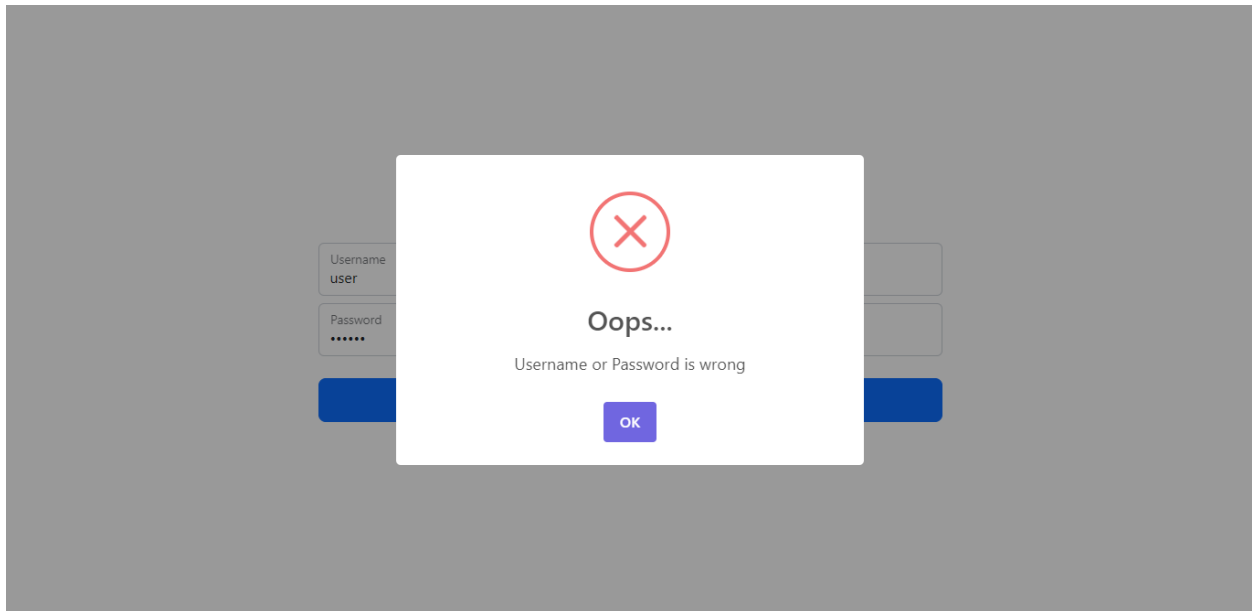 Username
user
Password
••••••
Oops...
Username or Password is wrong
OK